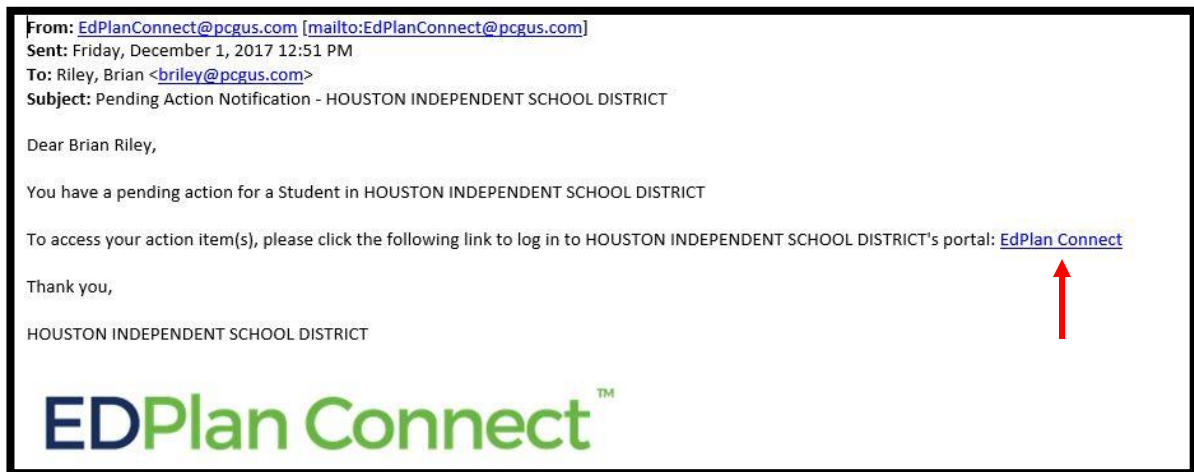 From: EdPlanConnect@pcgus.com [mailto:EdPlanConnect@pcgus.com]
Sent: Friday, December 1, 2017 12:51 PM
To: Riley, Brian <briley@pcgus.com>
Subject: Pending Action Notification - HOUSTON INDEPENDENT SCHOOL DISTRICT
Dear Brian Riley,
You have a pending action for a Student in HOUSTON INDEPENDENT SCHOOL DISTRICT
To access your action item(s), please click the following link to log in to HOUSTON INDEPENDENT SCHOOL DISTRICT's portal: EdPlan Connect
Thank you,
HOUSTON INDEPENDENT SCHOOL DISTRICT
EDPlan Connect™